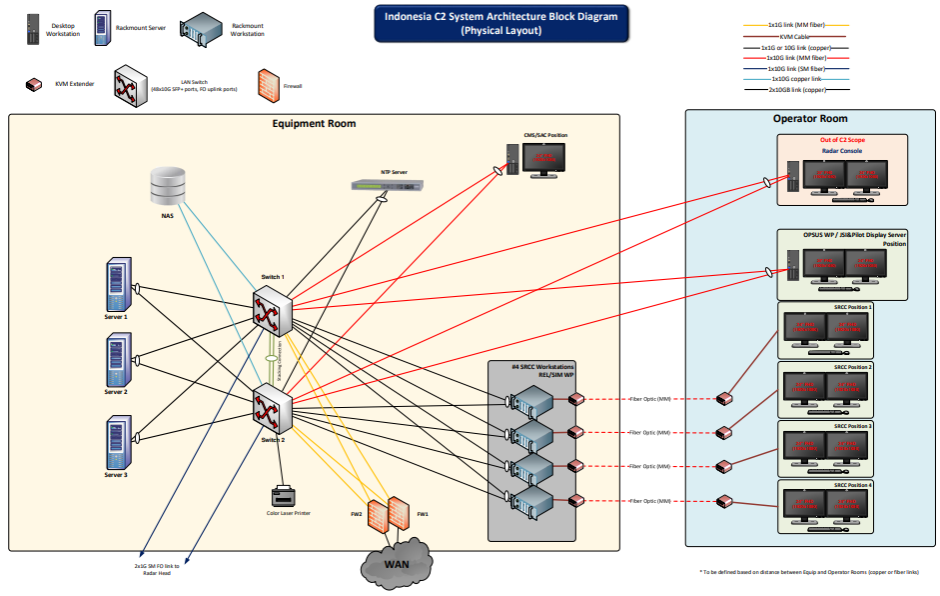 Indonesia C2 System Architecture Block Diagram
(Physical Layout)
Desktop
Workstation
Rackmount Server
Rackmount
Workstation
KVM Extender
LAN Switch
(48x10G SFP+ ports, FO uplink ports)
Firewall
1x1G link (MM fiber)
KVM Cable
1x1G or 10G link (copper)
1x10G link (MM fiber)
1x10G link (SM fiber)
1x10G copper link
2x10GB link (copper)
Equipment Room
CMS/SAC Position
NTP Server
NAS
Switch 1
Server 1
Stacking Connection
Server 2
Switch 2
Server 3
Color Laser Printer
FW2
FW1
WAN
2x1G SM FO link to
Radar Head
#4 SRCC Workstations
REL/SIM WP
Fiber Optic (MM)
Fiber Optic (MM)
Fiber Optic (MM)
Fiber Optic (MM)
Operator Room
Out of C2 Scope
Radar Console
OPSUS WP / JSI&Pilot Display Server
Position
SRCC Position 1
SRCC Position 2
SRCC Position 3
SRCC Position 4
* To be defined based on distance between Equip and Operator Rooms (copper or fiber links)